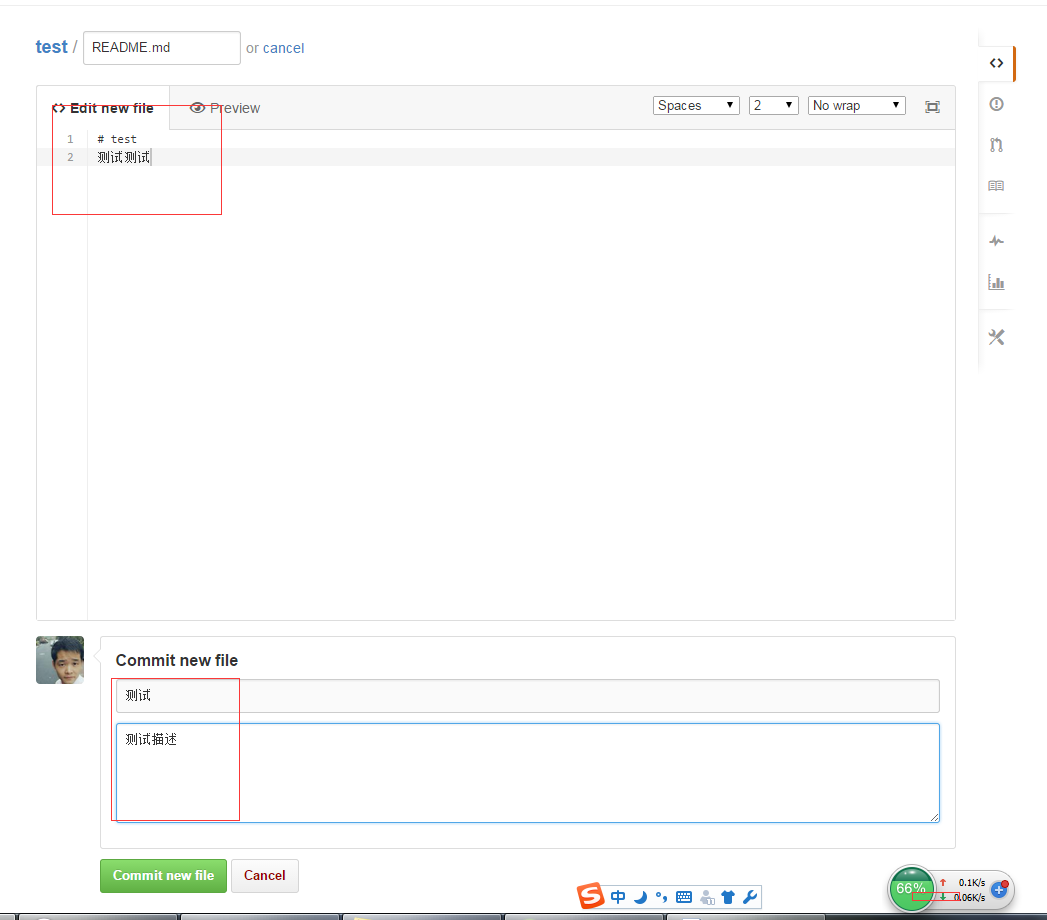 test / README.md or cancel
<> Edit new file Preview Spaces 2 No wrap
1 # test
2 测试测试
Commit new file
测试
测试描述
Commit new file Cancel
S 中
66% 0.1K/s
0.06K/s